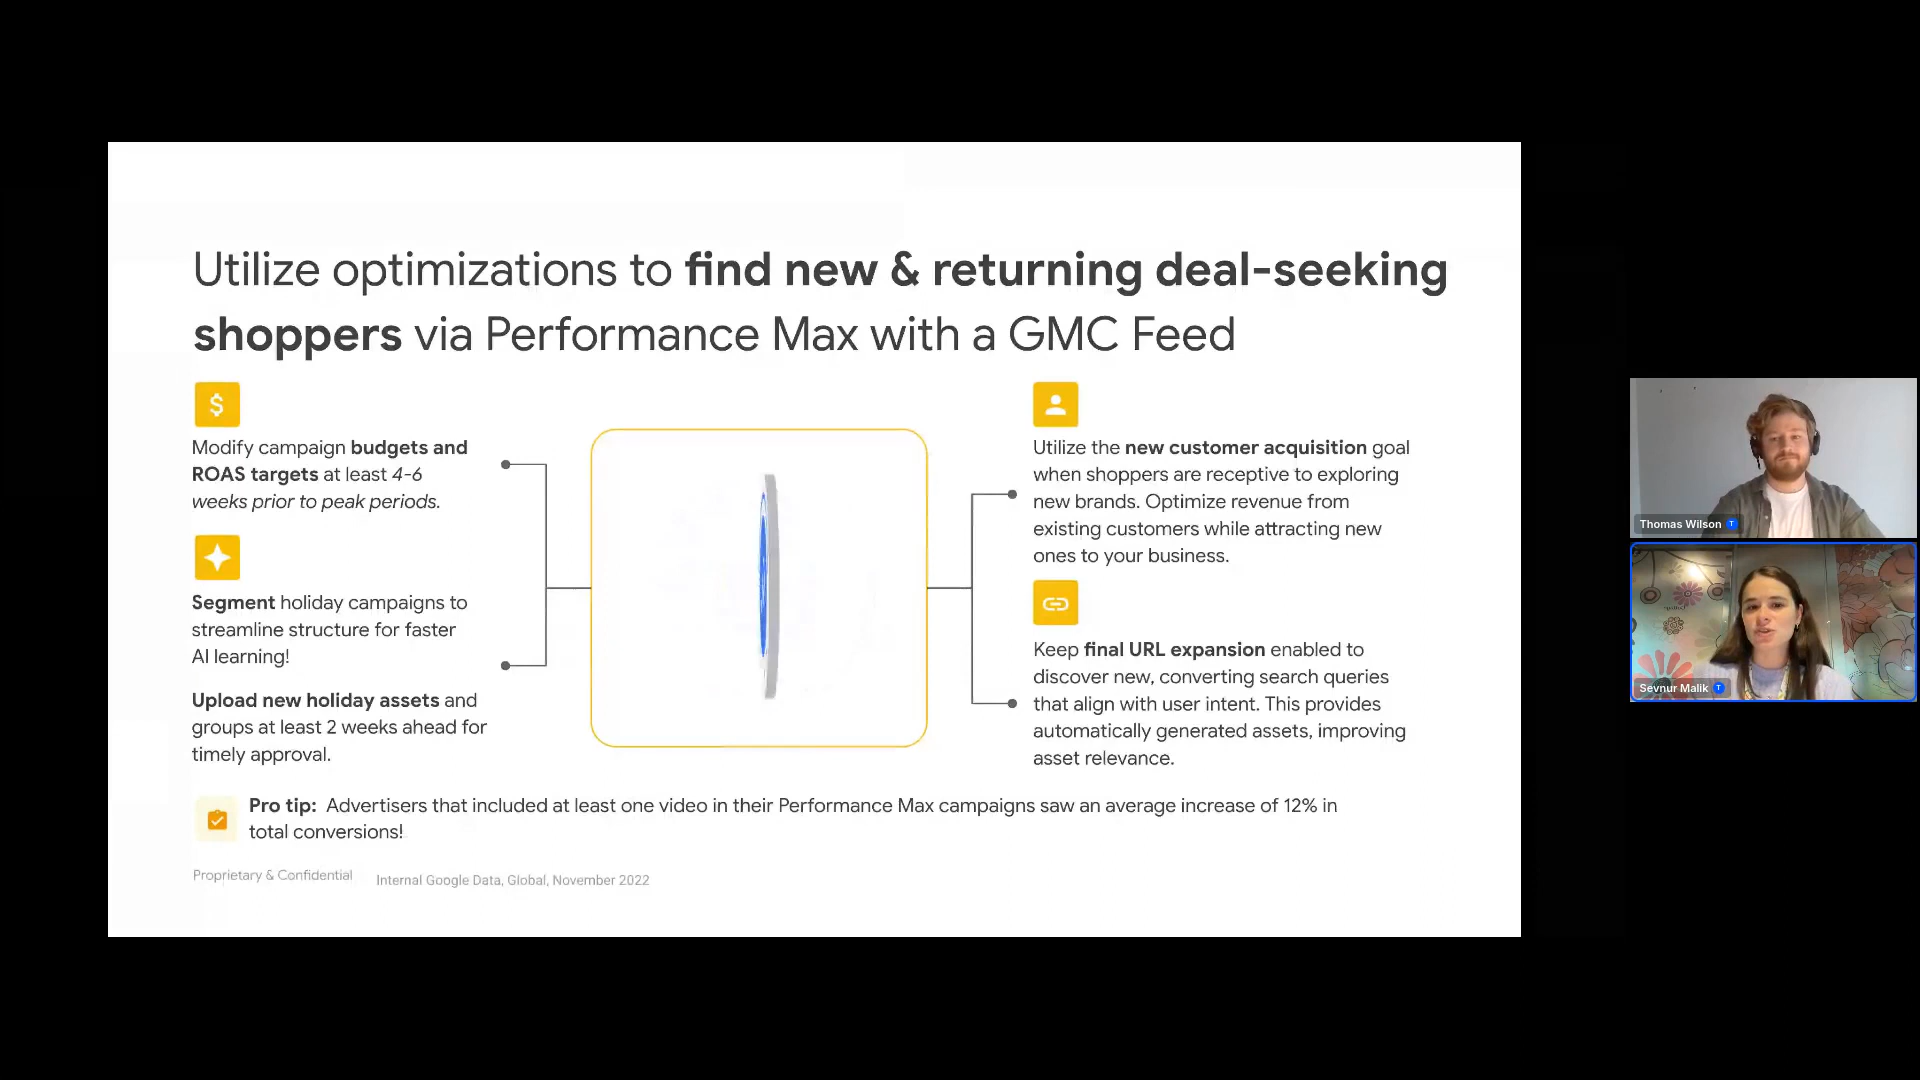 Utilize optimizations to find new & returning deal-seeking
shoppers via Performance Max with a GMC Feed
$
Modify campaign budgets and
ROAS targets at least 4-6
weeks prior to peak periods.
Segment holiday campaigns to
streamline structure for faster
AI learning!
Upload new holiday assets and
groups at least 2 weeks ahead for
timely approval.
Utilize the new customer acquisition goal
when shoppers are receptive to exploring
new brands. Optimize revenue from
existing customers while attracting new
ones to your business.
Keep final URL expansion enabled to
discover new, converting search queries
that align with user intent. This provides
automatically generated assets, improving
asset relevance.
Pro tip: Advertisers that included at least one video in their Performance Max campaigns saw an average increase of 12% in
total conversions!
Proprietary & Confidential
Internal Google Data, Global, November 2022
Thomas Wilson T
Sevnur Malik T